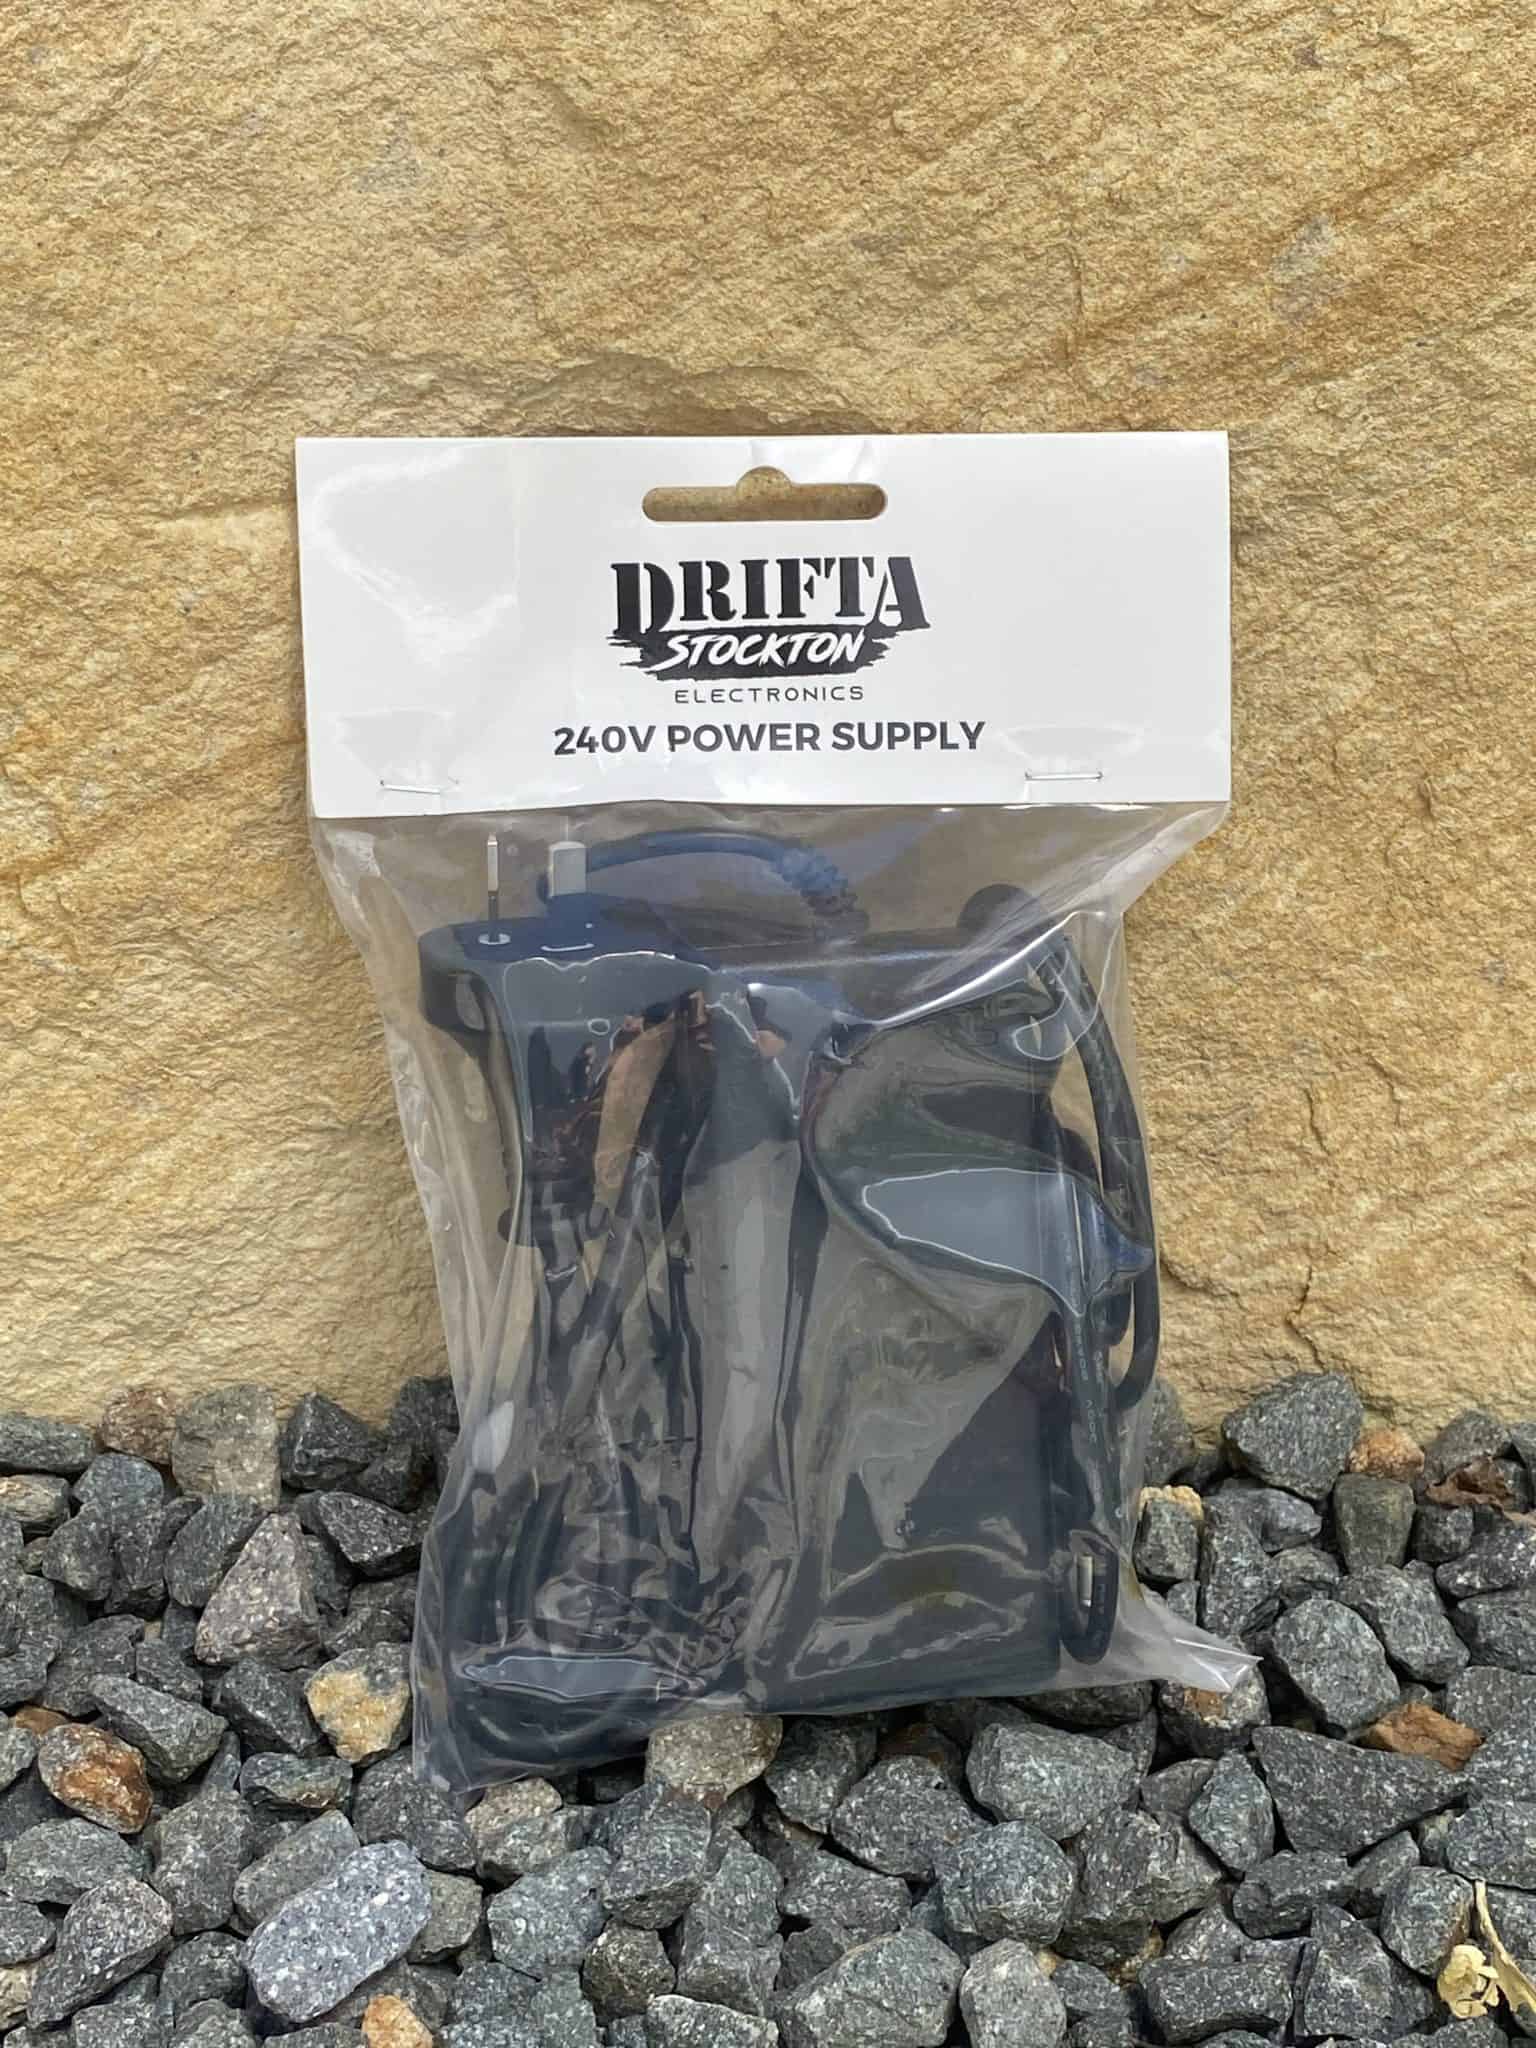 DRIFTA
STOCKTON
ELECTRONICS
240V POWER SUPPLY